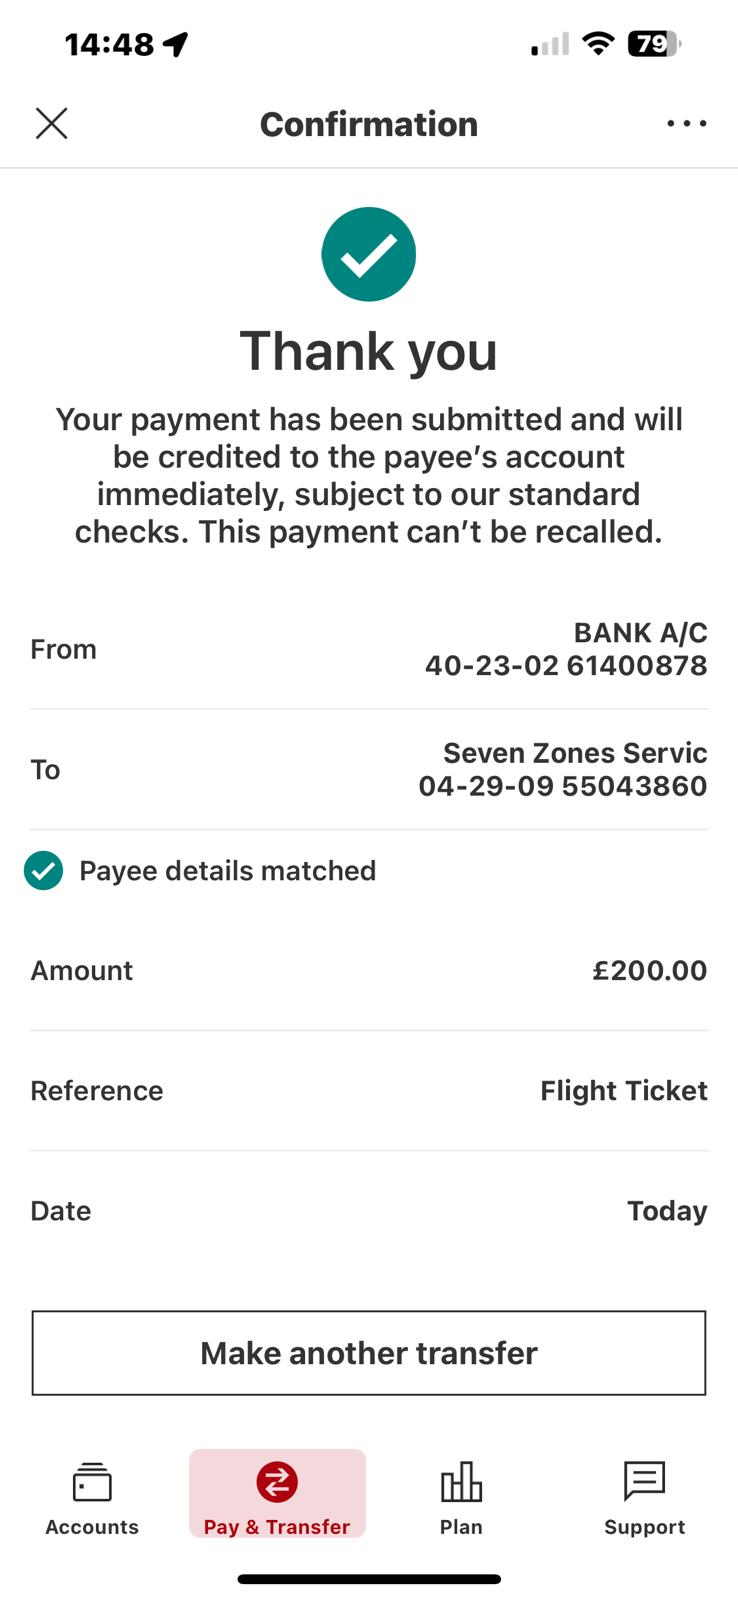 14:48
79
Confirmation
Thank you
Your payment has been submitted and will
be credited to the payee’s account
immediately, subject to our standard
checks. This payment can’t be recalled.
From
BANK A/C
40-23-02 61400878
To
Seven Zones Servic
04-29-09 55043860
Payee details matched
Amount
£200.00
Reference
Flight Ticket
Date
Today
Make another transfer
Accounts
Pay & Transfer
Plan
Support